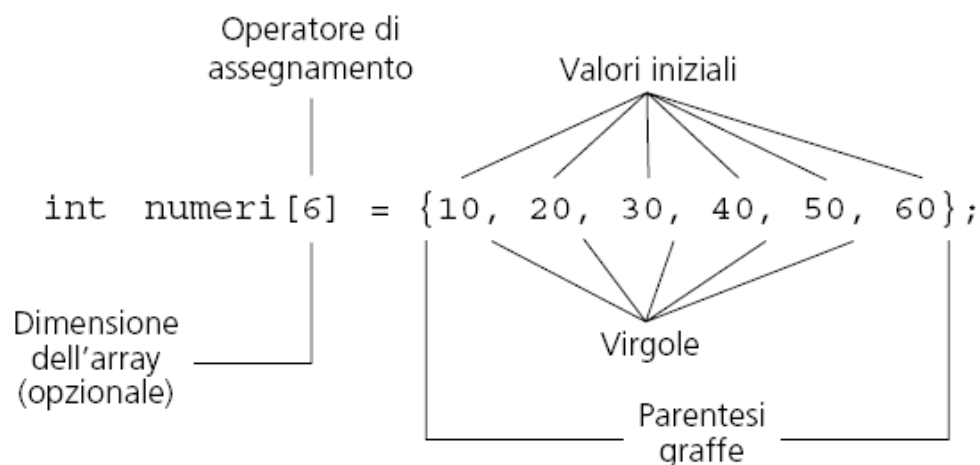 Operatore di
assegnamento
Valori iniziali
int numeri[6] = {10, 20, 30, 40, 50, 60};
Dimensione
dell'array
(opzionale)
Virgole
Parentesi
graffe